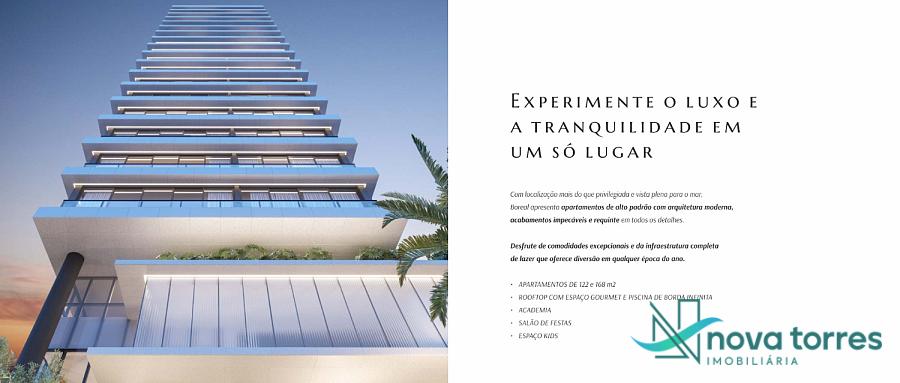 Experimente o luxo e
a tranquilidade em
um só lugar
Com localização mais do que privilegiada e vista plena para o mar,
Boreal apresenta apartamentos de alto padrão com arquitetura moderna,
acabamentos impecáveis e requinte em todos os detalhes.
Desfrute de comodidades excepcionais e da infraestrutura completa
de lazer que oferece diversão em qualquer época do ano.
• APARTAMENTOS DE 122 e 168 m2
• ROOFTOP COM ESPAÇO GOURMET E PISCINA DE BORDA INFINITA
• ACADEMIA
• SALÃO DE FESTAS
• ESPAÇO KIDS
nova torres
IMOBILIÁRIA